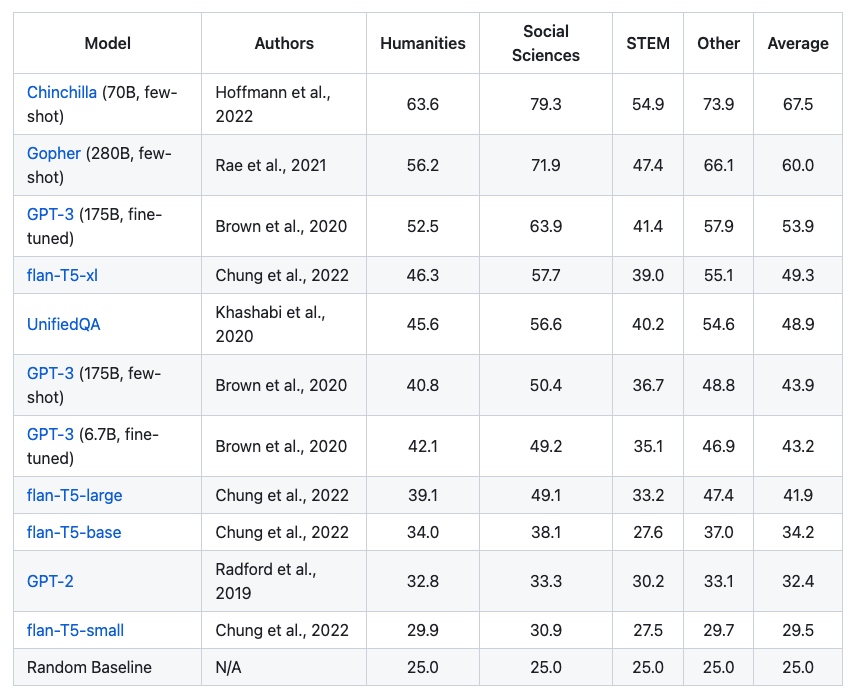 Model Authors Humanities Social Sciences STEM Other Average
Chinchilla (70B, few-shot) Hoffmann et al., 2022 63.6 79.3 54.9 73.9 67.5
Gopher (280B, few-shot) Rae et al., 2021 56.2 71.9 47.4 66.1 60.0
GPT-3 (175B, fine-tuned) Brown et al., 2020 52.5 63.9 41.4 57.9 53.9
flan-T5-xl Chung et al., 2022 46.3 57.7 39.0 55.1 49.3
UnifiedQA Khashabi et al., 2020 45.6 56.6 40.2 54.6 48.9
GPT-3 (175B, few-shot) Brown et al., 2020 40.8 50.4 36.7 48.8 43.9
GPT-3 (6.7B, fine-tuned) Brown et al., 2020 42.1 49.2 35.1 46.9 43.2
flan-T5-large Chung et al., 2022 39.1 49.1 33.2 47.4 41.9
flan-T5-base Chung et al., 2022 34.0 38.1 27.6 37.0 34.2
GPT-2 Radford et al., 2019 32.8 33.3 30.2 33.1 32.4
flan-T5-small Chung et al., 2022 29.9 30.9 27.5 29.7 29.5
Random Baseline N/A 25.0 25.0 25.0 25.0 25.0